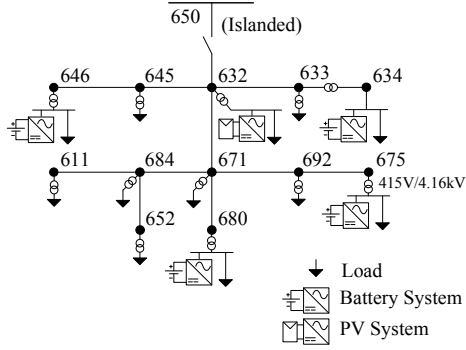 650
(Islanded)
646 645 632 633 634
611 684 671 692 675
415V/4.16kV
652 680
Load
Battery System
PV System